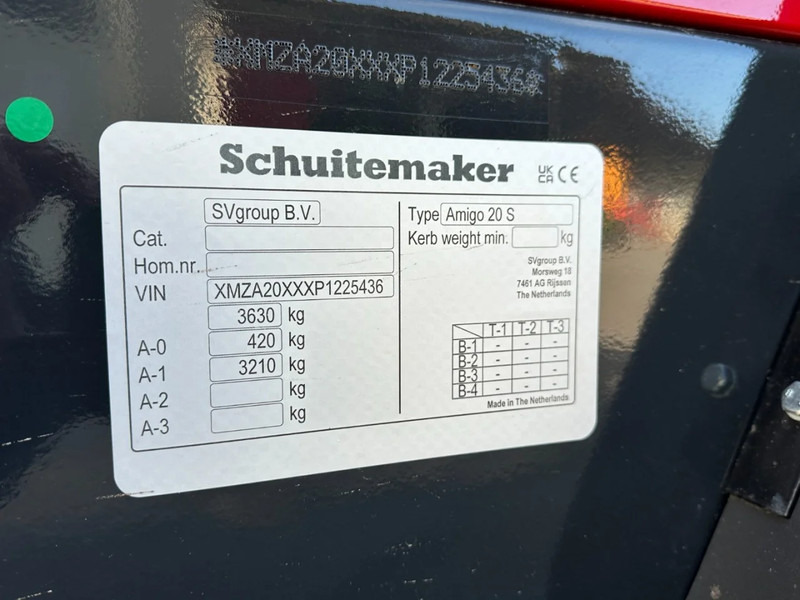 *XMZA20XXXP1225436*
Schuitemaker UKCA CE
SVgroup B.V.
Cat.
Hom.nr.
VIN XMZA20XXXP1225436
3630 kg
A-0 420 kg
A-1 3210 kg
A-2 kg
A-3 kg
Type Amigo 20 S
Kerb weight min. kg
SVgroup B.V.
Morsweg 18
7461 AG Rijssen
The Netherlands
T-1 T-2 T-3
B-1 - - -
B-2 - - -
B-3 - - -
B-4 - - -
Made in The Netherlands